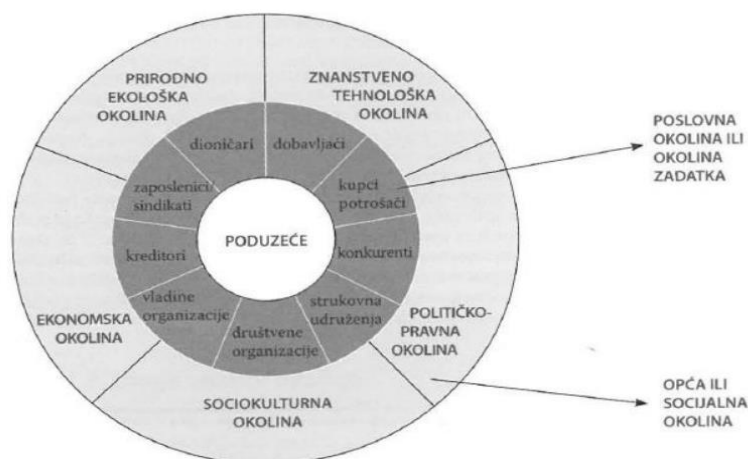 PRIRODNO
EKOLOŠKA
OKOLINA
ZNANSTVENO
TEHNOLOŠKA
OKOLINA
POSLOVNA
OKOLINA ILI
OKOLINA
ZADATKA
dioničari
dobavljači
zaposlenici/
sindikati
kupci
potrošači
PODUZEĆE
kreditori
konkurenti
vladine
organizacije
strukovna
udruženja
društvene
organizacije
EKONOMSKA
OKOLINA
POLITIČKO-
PRAVNA
OKOLINA
SOCIOKULTURNA
OKOLINA
OPĆA ILI
SOCIJALNA
OKOLINA